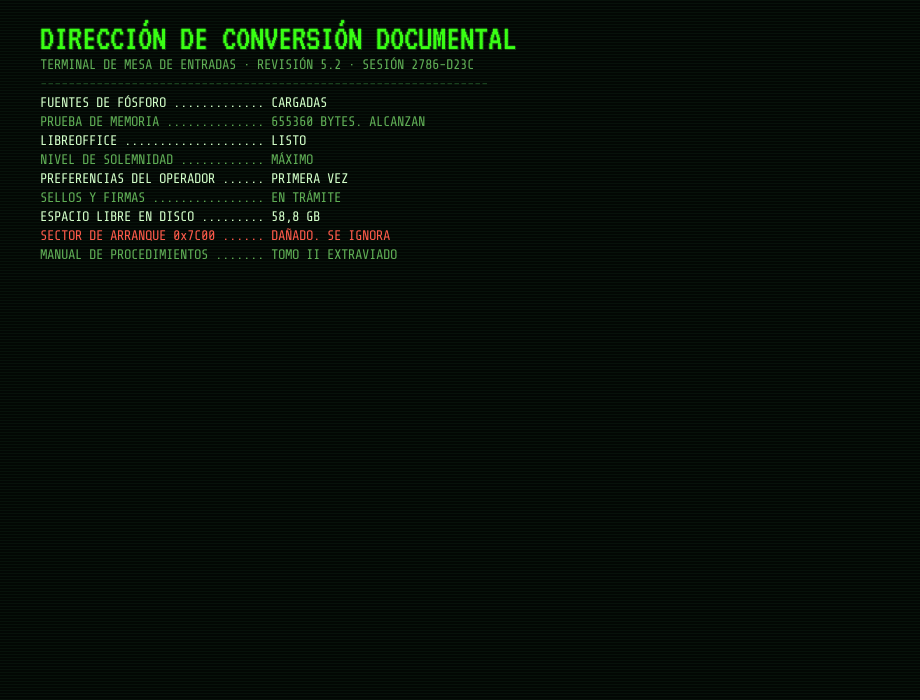 DIRECCIÓN DE CONVERSIÓN DOCUMENTAL
TERMINAL DE MESA DE ENTRADAS · REVISIÓN 5.2 · SESIÓN 2786-D23C
----------------------------------------------------------------
FUENTES DE FÓSFORO ............. CARGADAS
PRUEBA DE MEMORIA .............. 655360 BYTES. ALCANZAN
LIBREOFFICE .................... LISTO
NIVEL DE SOLEMNIDAD ............ MÁXIMO
PREFERENCIAS DEL OPERADOR ...... PRIMERA VEZ
SELLOS Y FIRMAS ................ EN TRÁMITE
ESPACIO LIBRE EN DISCO ......... 58,8 GB
SECTOR DE ARRANQUE 0x7C00 ...... DAÑADO. SE IGNORA
MANUAL DE PROCEDIMIENTOS ....... TOMO II EXTRAVIADO